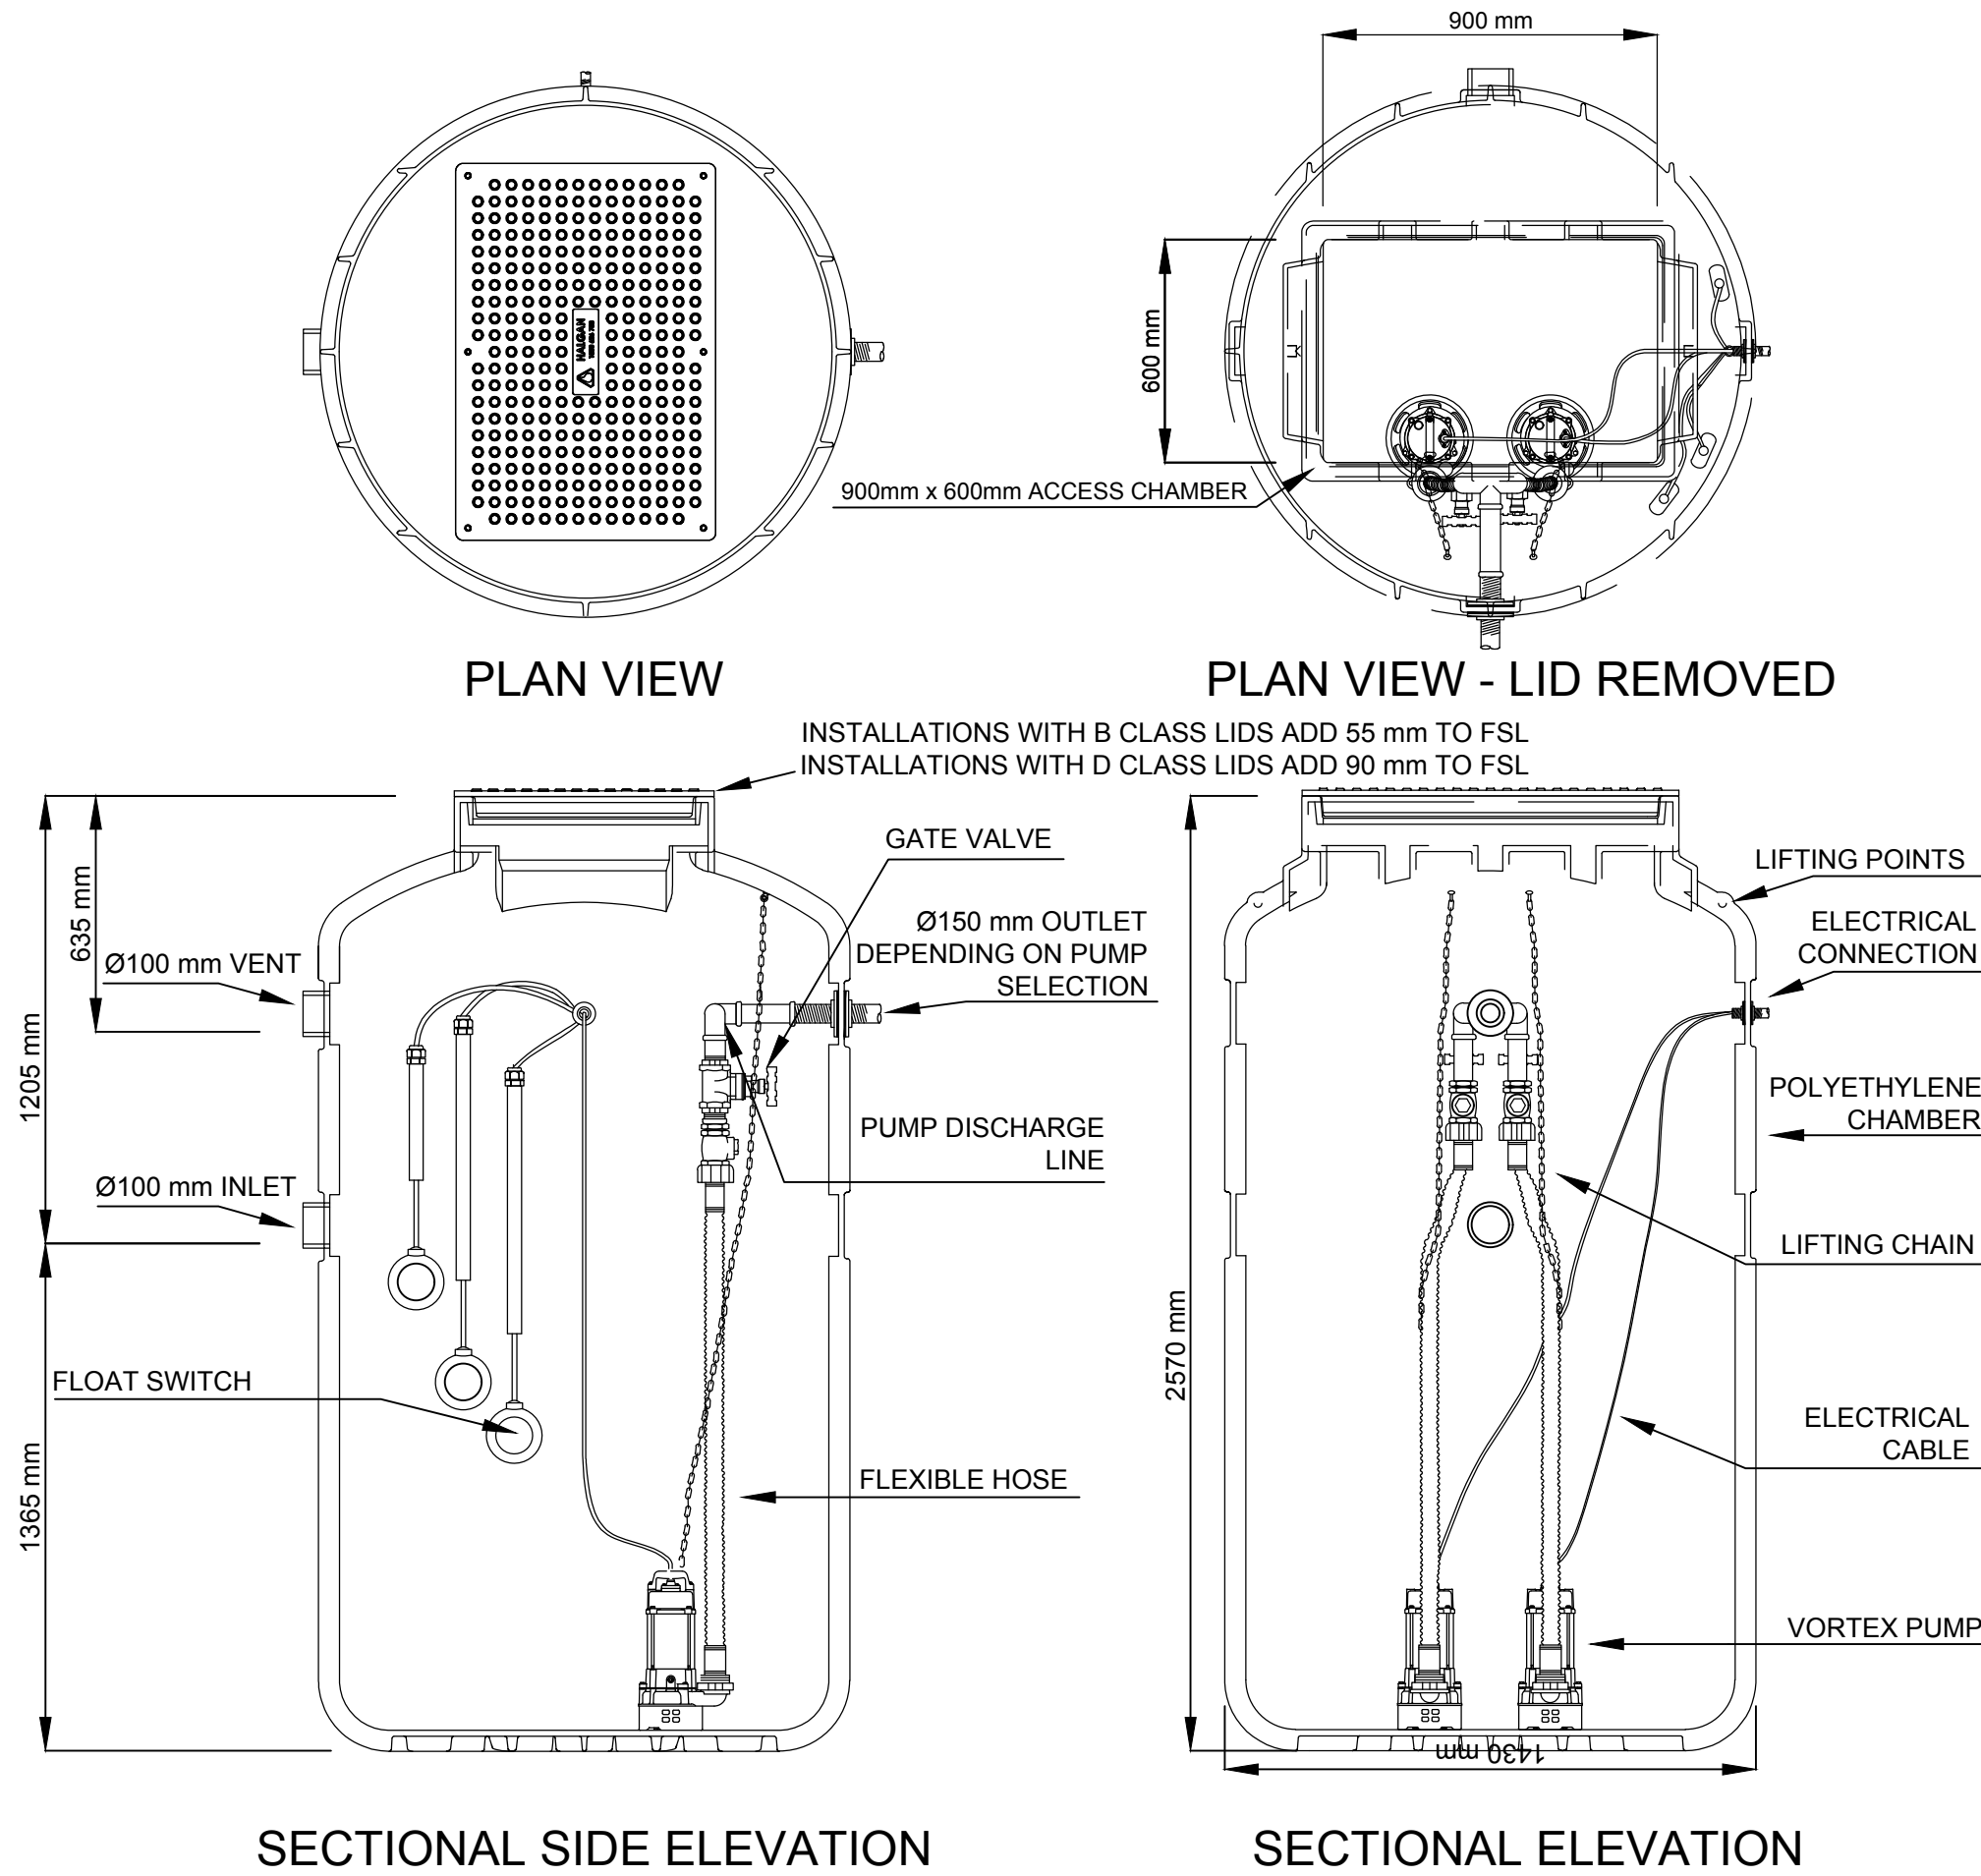 900 mm
600 mm
HALGAN
900mm x 600mm ACCESS CHAMBER
PLAN VIEW
PLAN VIEW - LID REMOVED
INSTALLATIONS WITH B CLASS LIDS ADD 55 mm TO FSL
INSTALLATIONS WITH D CLASS LIDS ADD 90 mm TO FSL
GATE VALVE
LIFTING POINTS
635 mm
Ø150 mm OUTLET
DEPENDING ON PUMP
SELECTION
ELECTRICAL
CONNECTION
Ø100 mm VENT
1205 mm
POLYETHYLENE
CHAMBER
PUMP DISCHARGE
LINE
Ø100 mm INLET
LIFTING CHAIN
2570 mm
FLOAT SWITCH
ELECTRICAL
CABLE
FLEXIBLE HOSE
1365 mm
VORTEX PUMP
1430 mm
SECTIONAL SIDE ELEVATION
SECTIONAL ELEVATION